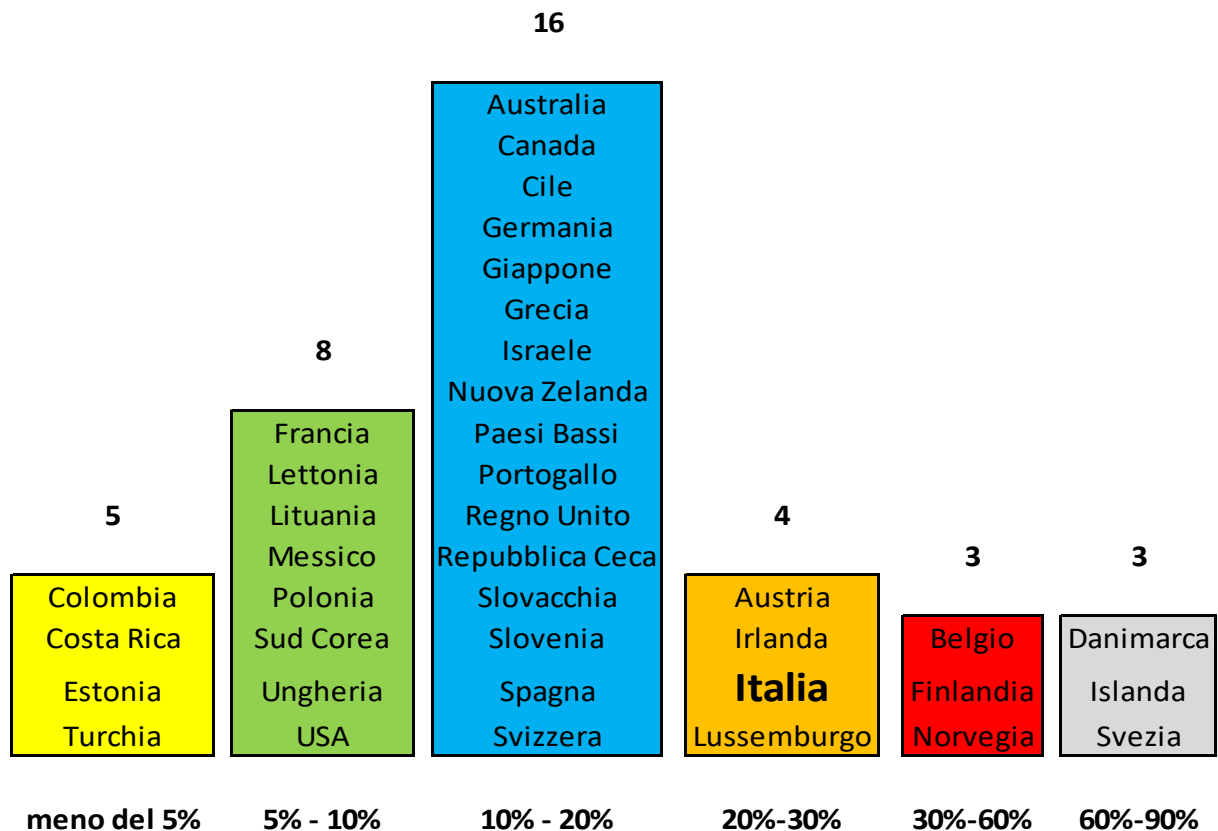 16
Australia
Canada
Cile
Germania
Giappone
Grecia
Israele
Nuova Zelanda
Paesi Bassi
Portogallo
Regno Unito
Repubblica Ceca
Slovacchia
Slovenia
Spagna
Svizzera
8
Francia
Lettonia
Lituania
Messico
Polonia
Sud Corea
Ungheria
USA
5
Colombia
Costa Rica
Estonia
Turchia
4
Austria
Irlanda
Italia
Lussemburgo
3
Belgio
Finlandia
Norvegia
3
Danimarca
Islanda
Svezia
meno del 5% 5% - 10% 10% - 20% 20%-30% 30%-60% 60%-90%